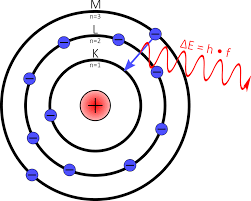 M
n=3
L
n=2
K
n=1
ΔE = h • f
+